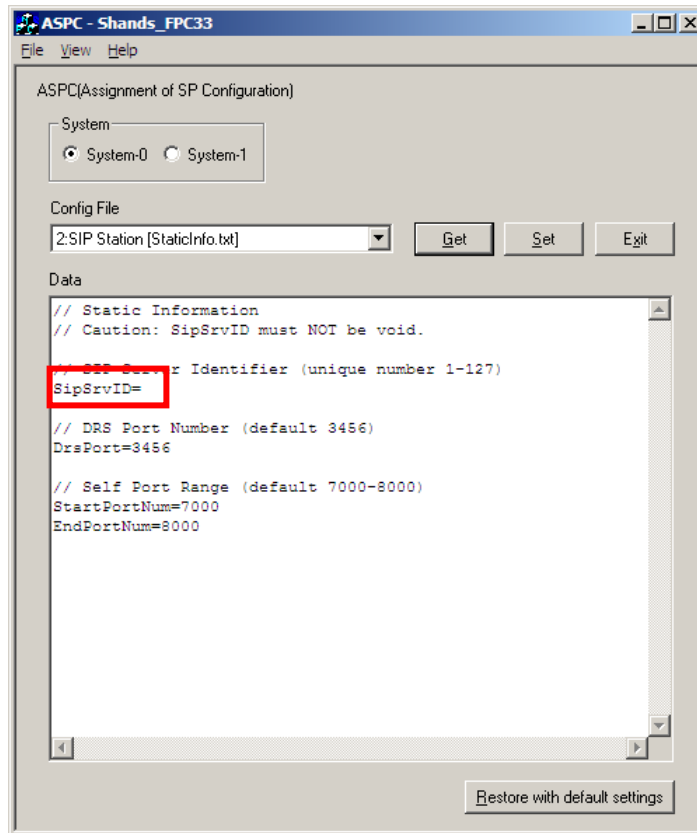 ASPC - Shands_FPC33
File View Help
ASPC(Assignment of SP Configuration)
System
System-0 System-1
Config File
2:SIP Station [StaticInfo.txt] Get Set Exit
Data
// Static Information
// Caution: SipSrvID must NOT be void.
// SIP Server Identifier (unique number 1-127)
SipSrvID=
// DRS Port Number (default 3456)
DrsPort=3456
// Self Port Range (default 7000-8000)
StartPortNum=7000
EndPortNum=8000
Restore with default settings